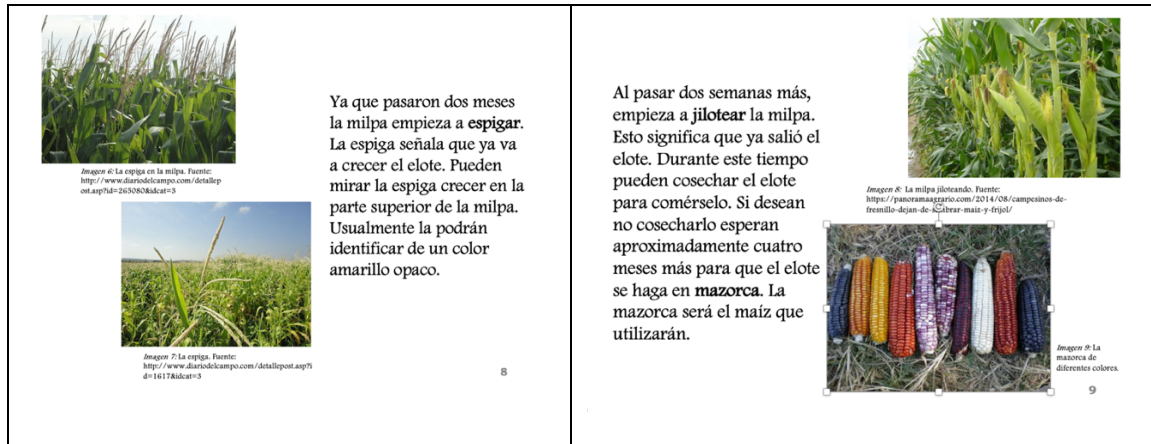 Imagen 6: La espiga en la milpa. Fuente:
http://www.diariodelcampo.com/detallep
ost.asp?id=265080&idcat=3
Ya que pasaron dos meses
la milpa empieza a espigar.
La espiga señala que ya va
a crecer el elote. Pueden
mirar la espiga crecer en la
parte superior de la milpa.
Usualmente la podrán
identificar de un color
amarillo opaco.
Imagen 7: La espiga. Fuente:
http://www.diariodelcampo.com/detallepost.asp?i
d=1617&idcat=3
8
Al pasar dos semanas más,
empieza a jilotear la milpa.
Esto significa que ya salió el
elote. Durante este tiempo
pueden cosechar el elote
para comérselo. Si desean
no cosecharlo esperan
aproximadamente cuatro
meses más para que el elote
se haga en mazorca. La
mazorca será el maíz que
utilizarán.
Imagen 8: La milpa jiloteando. Fuente:
https://panoramaagrario.com/2014/08/campesinos-de-
fresnillo-dejan-de-sembrar-maiz-y-frijol/
Imagen 9: La
mazorca de
diferentes colores.
9